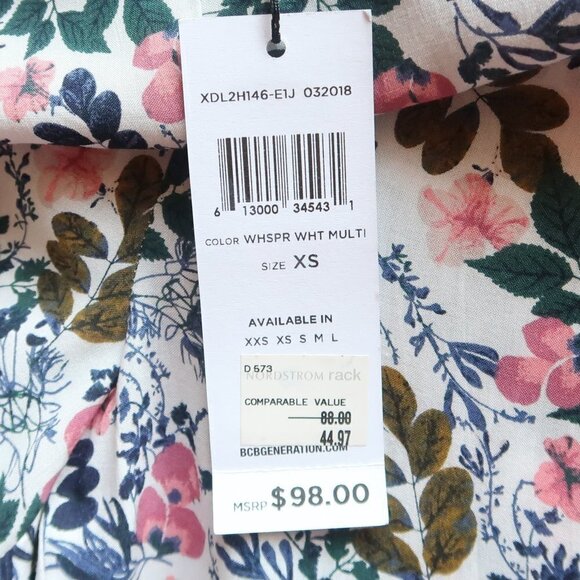 XDL2H146-E1J 032018
6 13000 34543 1
COLOR WHSPR WHT MULTI
SIZE XS
AVAILABLE IN
XXS XS S M L
D 573
NORDSTROM rack
COMPARABLE VALUE
88.00
44.97
BCBGENERATION.COM
MSRP $98.00